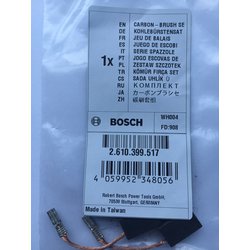 EN CARBON-BRUSH SE
DE KOHLEBÜRSTENSAT
FR JEU DE BALAIS
ES JUEGO DE ESCOBI
IT SERIE SPAZZOLE
PT JOGO ESCOVAS DE
PL ZESTAW SZCZOTEK
TR KÖMÜR FIRÇA SET
CS SADA UHLÍK
RU КОМПЛЕКТ
JA カーボンブラシセ
ZH 碳刷套组
1x
BOSCH
WH004
FD:908
2.610.399.517
4 059952 348056
Robert Bosch Power Tools GmbH,
70538 Stuttgart, GERMANY
Made in Taiwan